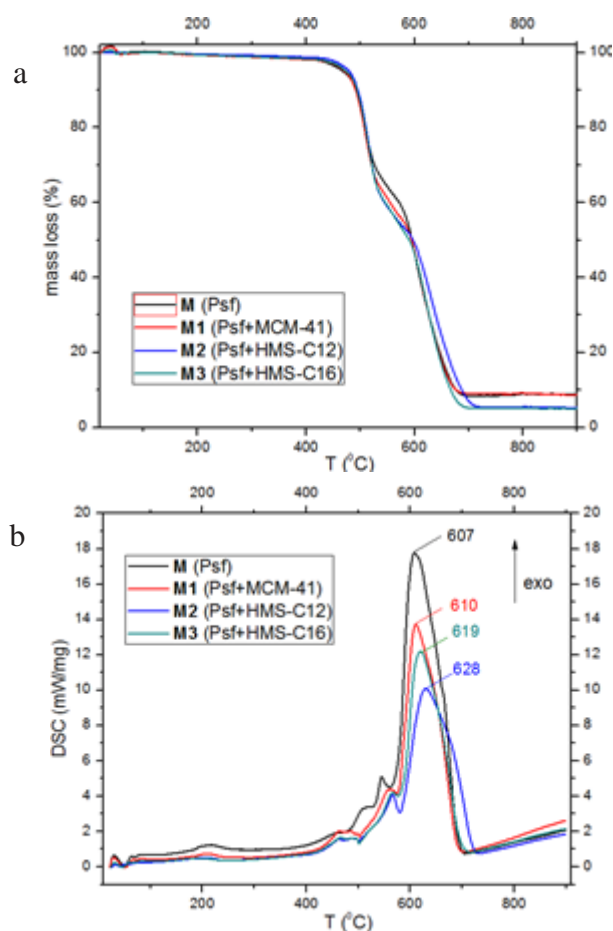 a
200 400 600 800
100
80
60
40
20
0
100
80
60
40
20
0
mass loss (%)
M (Psf)
M1 (Psf+MCM-41)
M2 (Psf+HMS-C12)
M3 (Psf+HMS-C16)
200 400 600 800
T (⁰C)
b
200 400 600 800
20
18
16
14
12
10
8
6
4
2
0
20
18
16
14
12
10
8
6
4
2
0
DSC (mW/mg)
M (Psf)
M1 (Psf+MCM-41)
M2 (Psf+HMS-C12)
M3 (Psf+HMS-C16)
607
exo
610
619
628
200 400 600 800
T (⁰C)